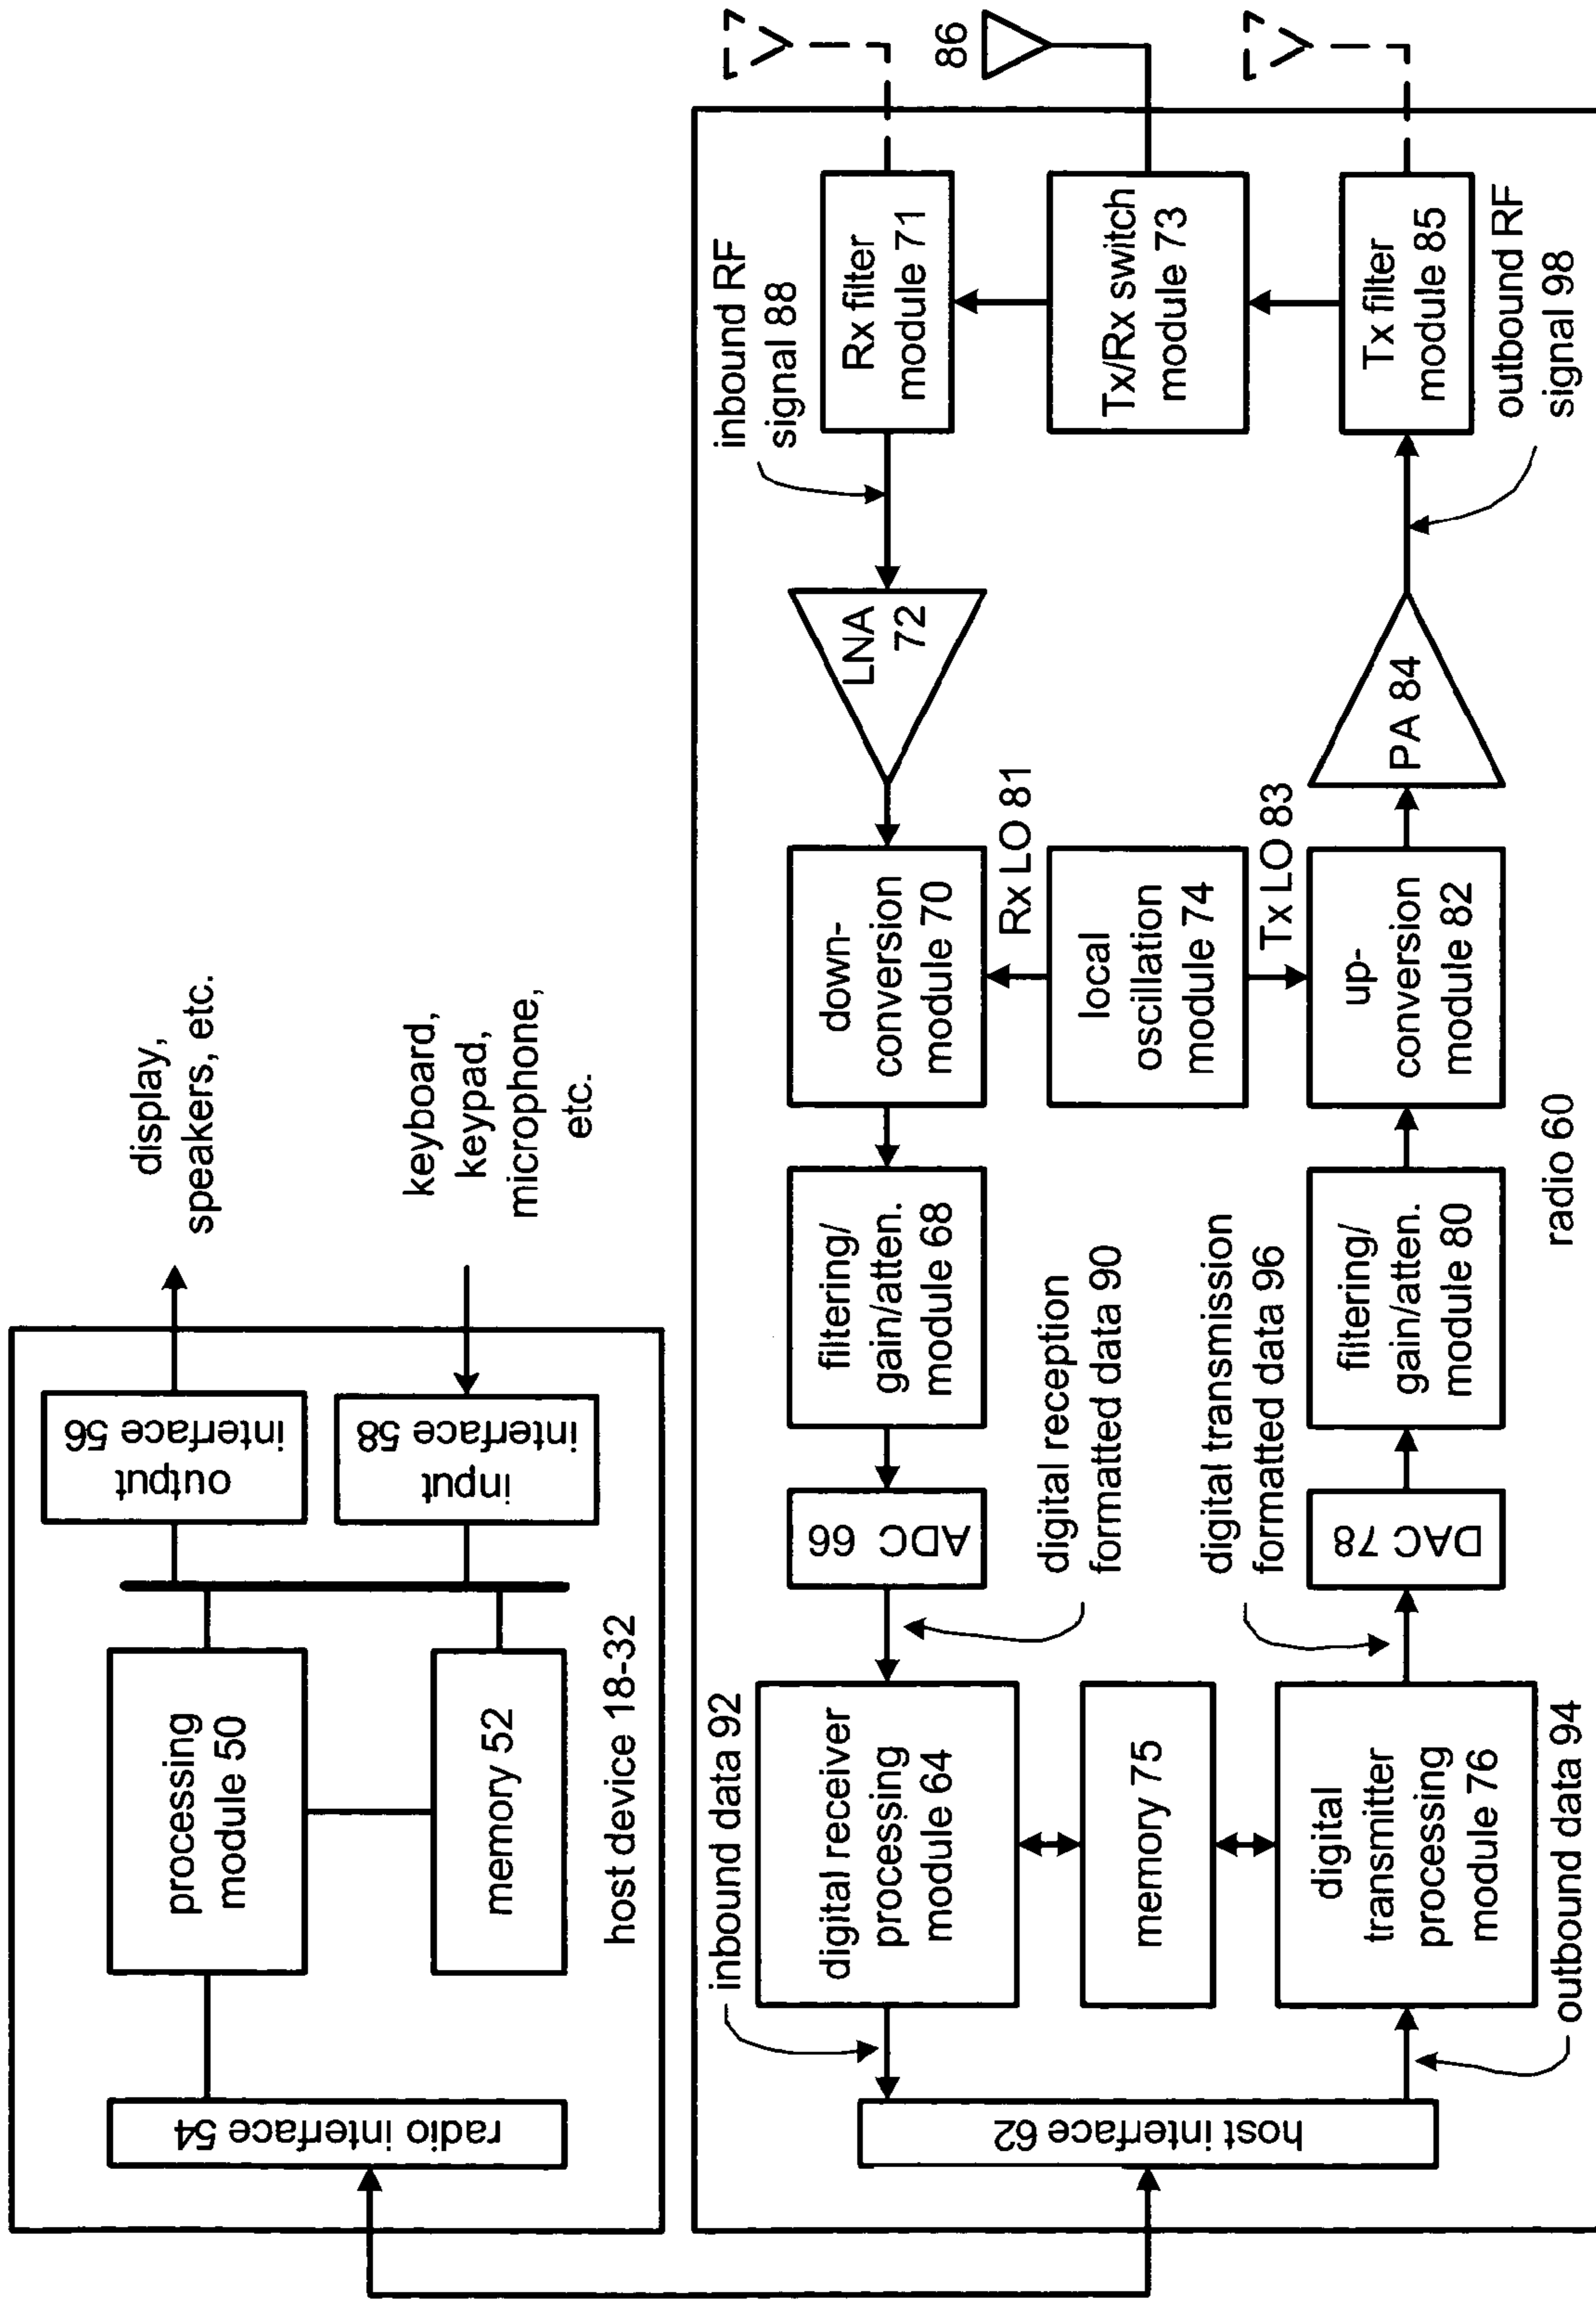 display,
speakers, etc.
keyboard,
keypad,
microphone,
etc.
output
interface 56
input
interface 58
processing
module 50
memory 52
radio interface 54
host device 18-32
86
Rx filter
module 71
inbound RF
signal 88
Tx/Rx switch
module 73
Tx filter
module 85
outbound RF
signal 98
LNA
72
PA 84
down-
conversion
module 70
Rx LO 81
local
oscillation
module 74
Tx LO 83
up-
conversion
module 82
filtering/
gain/atten.
module 68
filtering/
gain/atten.
module 80
radio 60
ADC 66
digital reception
formatted data 90
digital transmission
formatted data 96
DAC 78
inbound data 92
digital receiver
processing
module 64
memory 75
digital
transmitter
processing
module 76
outbound data 94
host interface 62